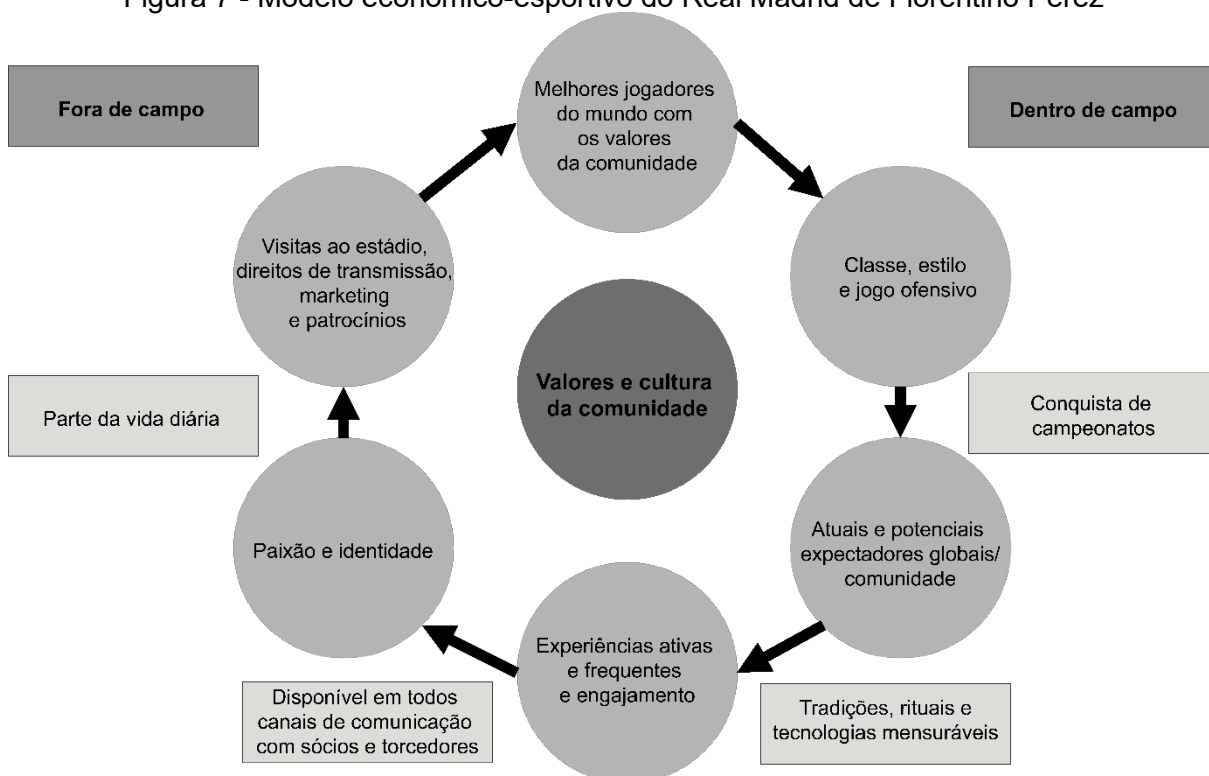 Figura 7 - Modelo econômico-esportivo do Real Madrid de Florentino Pérez
Fora de campo
Melhores jogadores
do mundo com
os valores
da comunidade
Dentro de campo
Visitas ao estádio,
direitos de transmissão,
marketing
e patrocínios
Classe, estilo
e jogo ofensivo
Valores e cultura
da comunidade
Parte da vida diária
Conquista de
campeonatos
Paixão e identidade
Atuais e potenciais
expectadores globais/
comunidade
Experiências ativas
e frequentes
e engajamento
Disponível em todos
canais de comunicação
com sócios e torcedores
Tradições, rituais e
tecnologias mensuráveis